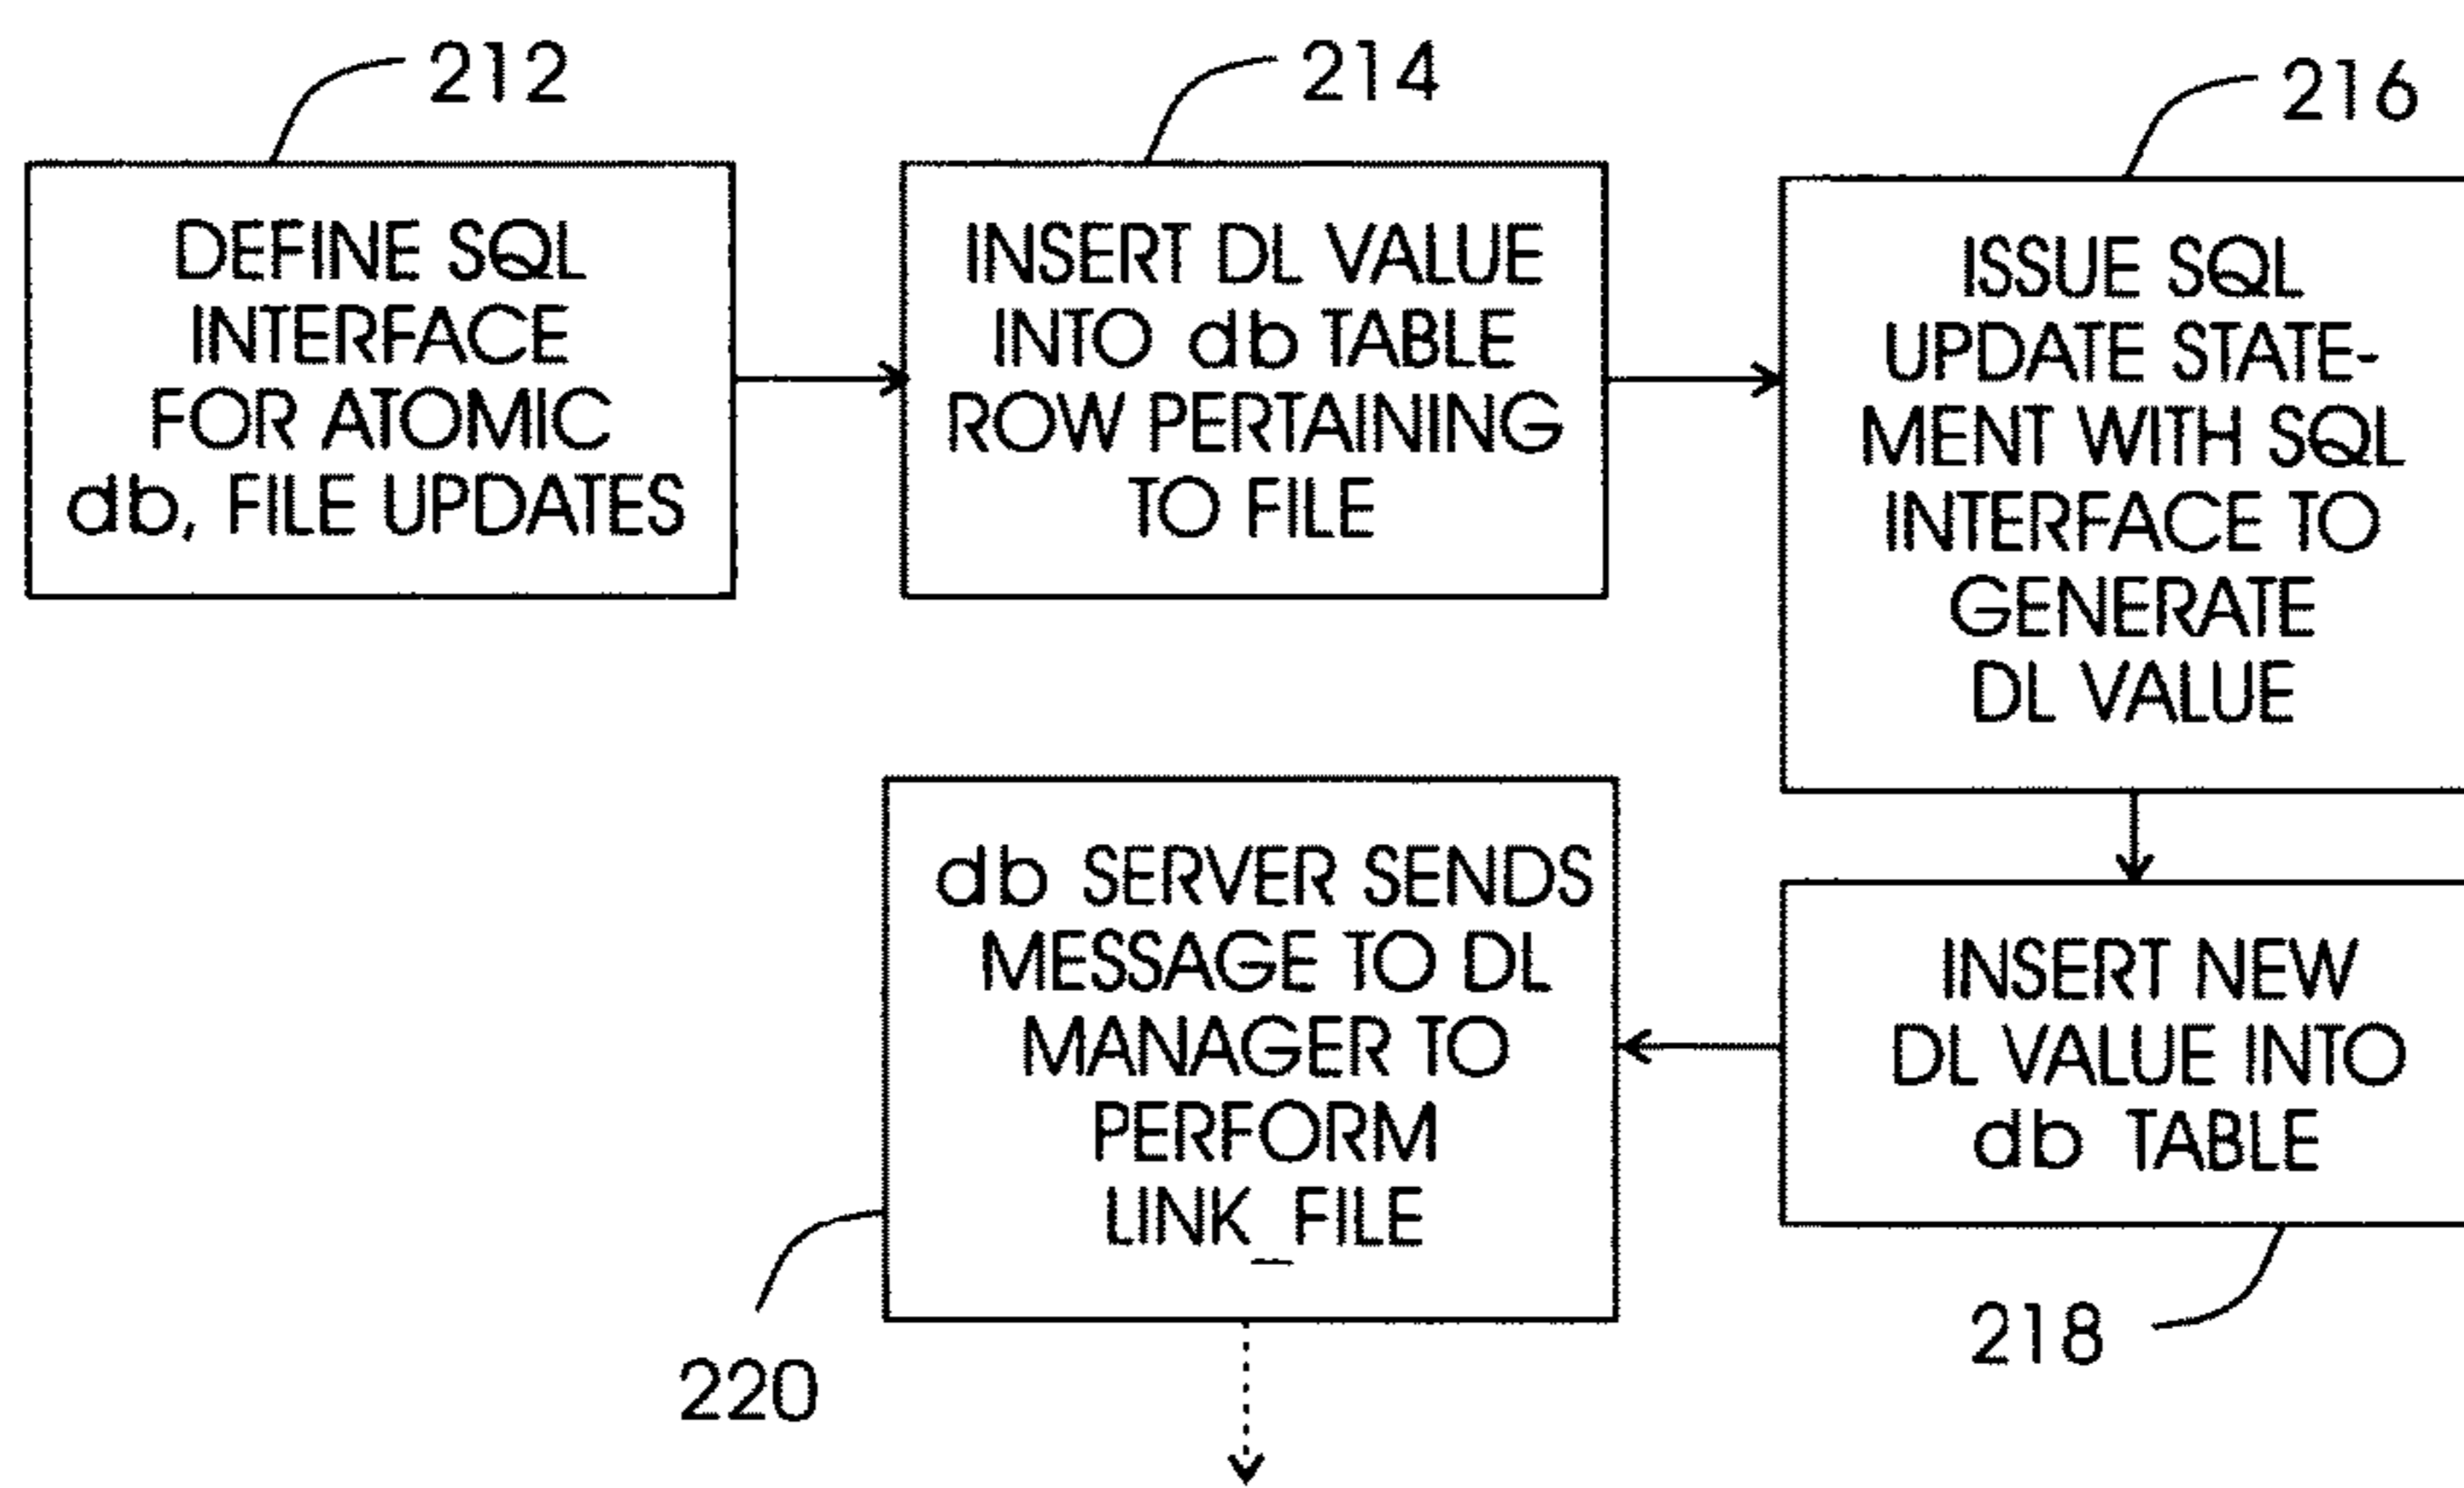 212
DEFINE SQL
INTERFACE
FOR ATOMIC
db, FILE UPDATES
214
INSERT DL VALUE
INTO db TABLE
ROW PERTAINING
TO FILE
216
ISSUE SQL
UPDATE STATE-
MENT WITH SQL
INTERFACE TO
GENERATE
DL VALUE
INSERT NEW
DL VALUE INTO
db TABLE
218
db SERVER SENDS
MESSAGE TO DL
MANAGER TO
PERFORM
LINK_FILE
220